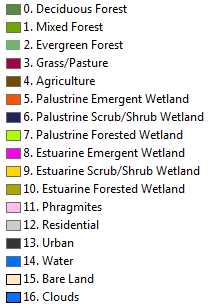 0. Deciduous Forest
1. Mixed Forest
2. Evergreen Forest
3. Grass/Pasture
4. Agriculture
5. Palustrine Emergent Wetland
6. Palustrine Scrub/Shrub Wetland
7. Palustrine Forested Wetland
8. Estuarine Emergent Wetland
9. Estuarine Scrub/Shrub Wetland
10. Estuarine Forested Wetland
11. Phragmites
12. Residential
13. Urban
14. Water
15. Bare Land
16. Clouds